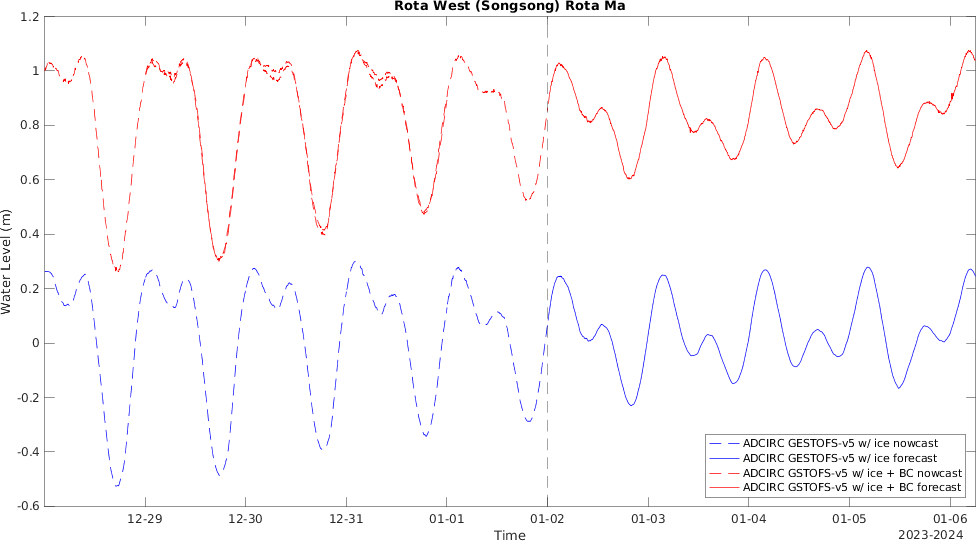 Rota West (Songsong) Rota Ma
1.2
1
0.8
0.6
0.4
0.2
0
-0.2
-0.4
-0.6
Water Level (m)
12-29 12-30 12-31 01-01 01-02 01-03 01-04 01-05 01-06
Time
2023-2024
ADCIRC GESTOFS-v5 w/ ice nowcast
ADCIRC GESTOFS-v5 w/ ice forecast
ADCIRC GSTOFS-v5 w/ ice + BC nowcast
ADCIRC GSTOFS-v5 w/ ice + BC forecast